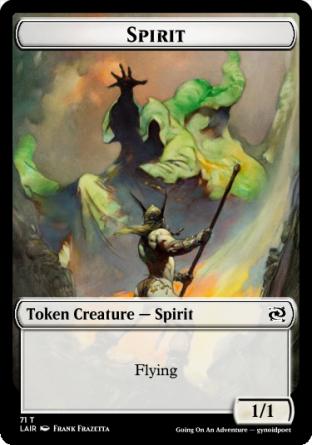 Spirit
Token Creature — Spirit
Flying
1/1
71 T
LAIR Frank Frazetta
Going On An Adventure — gynoidpoet